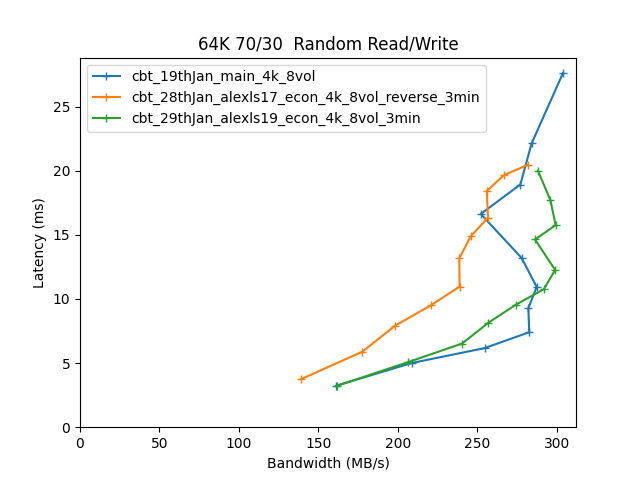 64K 70/30  Random Read/Write
cbt_19thJan_main_4k_8vol
cbt_28thJan_alexls17_econ_4k_8vol_reverse_3min
cbt_29thJan_alexls19_econ_4k_8vol_3min
Latency (ms)
25
20
15
10
5
0
0 50 100 150 200 250 300
Bandwidth (MB/s)